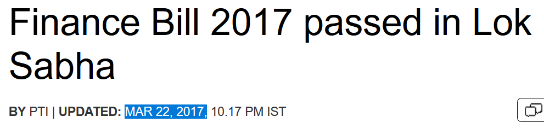 Finance Bill 2017 passed in Lok
Sabha
BY PTI | UPDATED: MAR 22, 2017, 10.17 PM IST